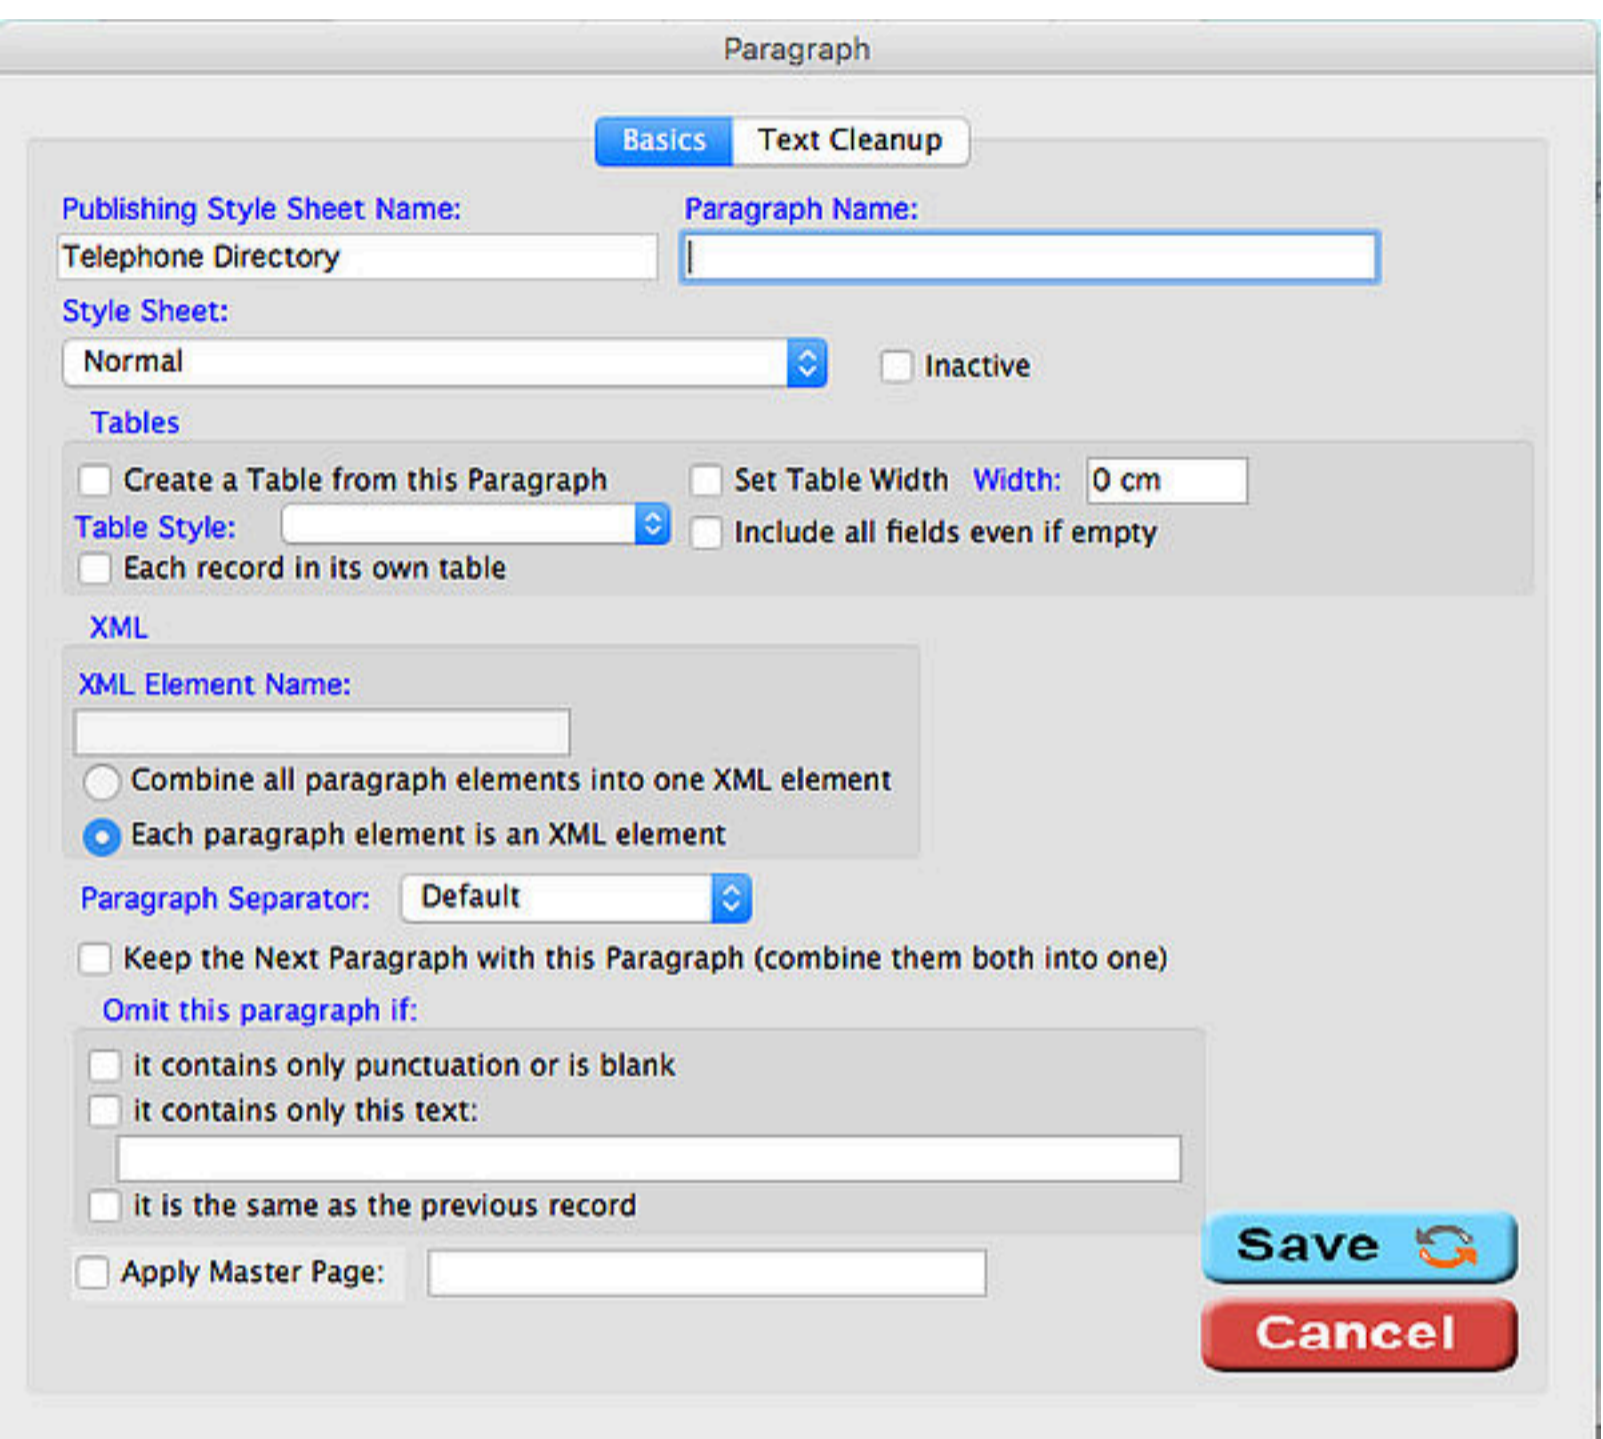 Paragraph
Basics Text Cleanup
Publishing Style Sheet Name: Paragraph Name:
Telephone Directory
Style Sheet:
Normal Inactive
Tables
Create a Table from this Paragraph Set Table Width Width: 0 cm
Table Style: Include all fields even if empty
Each record in its own table
XML
XML Element Name:
Combine all paragraph elements into one XML element
Each paragraph element is an XML element
Paragraph Separator: Default
Keep the Next Paragraph with this Paragraph (combine them both into one)
Omit this paragraph if:
it contains only punctuation or is blank
it contains only this text:
it is the same as the previous record
Save
Apply Master Page:
Cancel